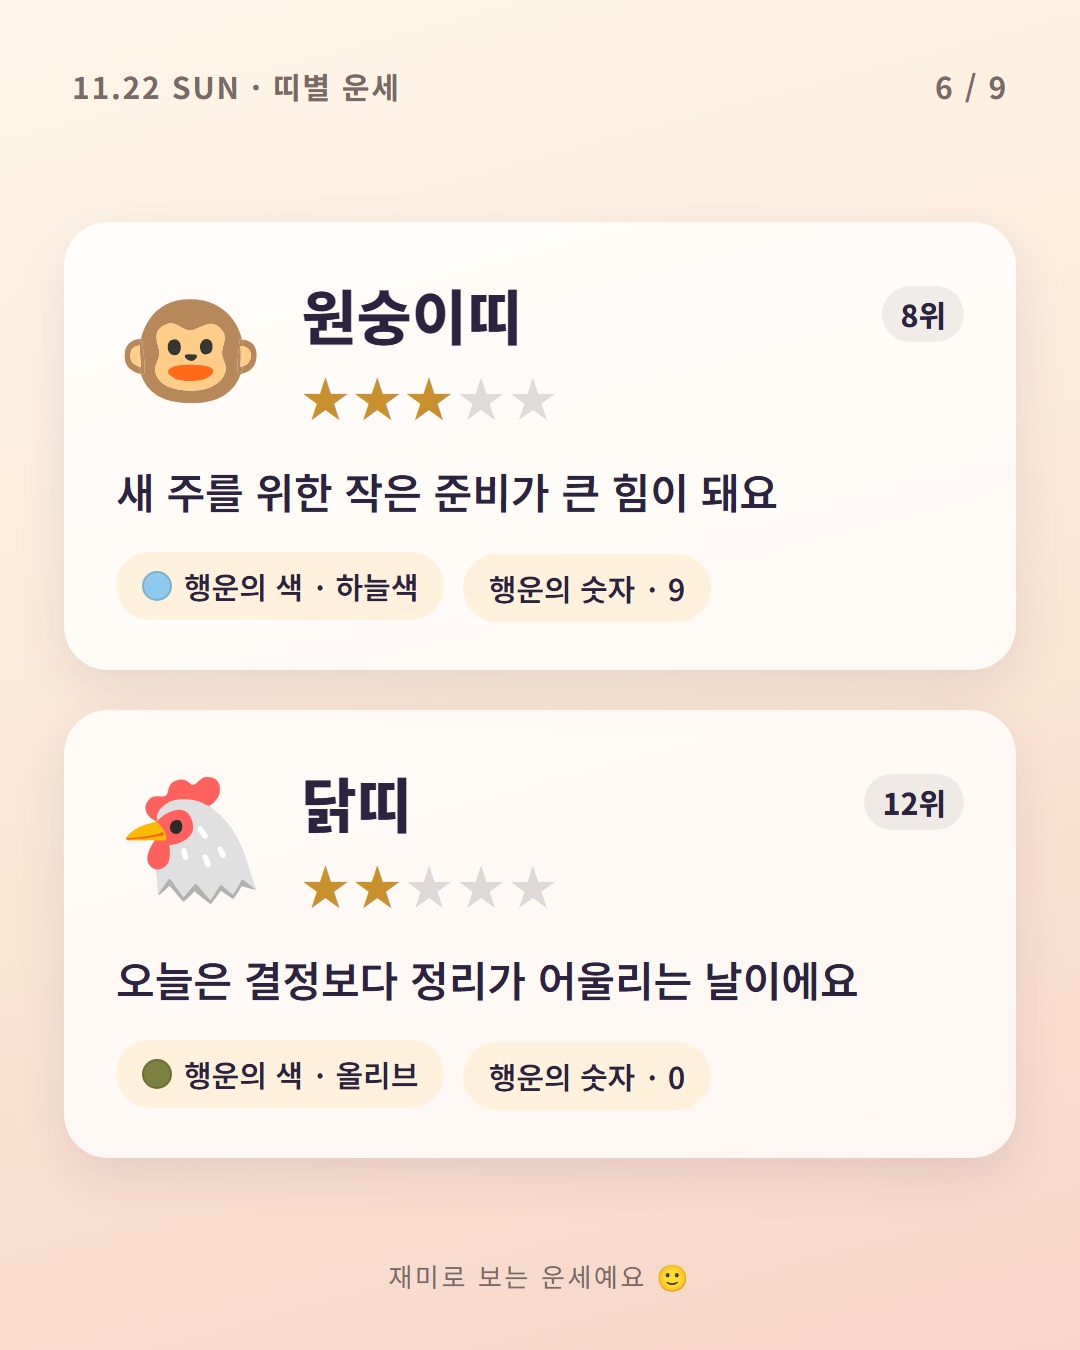 11.22 SUN · 띠별 운세
6 / 9
원숭이띠
8위
새 주를 위한 작은 준비가 큰 힘이 돼요
행운의 색 · 하늘색
행운의 숫자 · 9
닭띠
12위
오늘은 결정보다 정리가 어울리는 날이에요
행운의 색 · 올리브
행운의 숫자 · 0
재미로 보는 운세예요 🙂